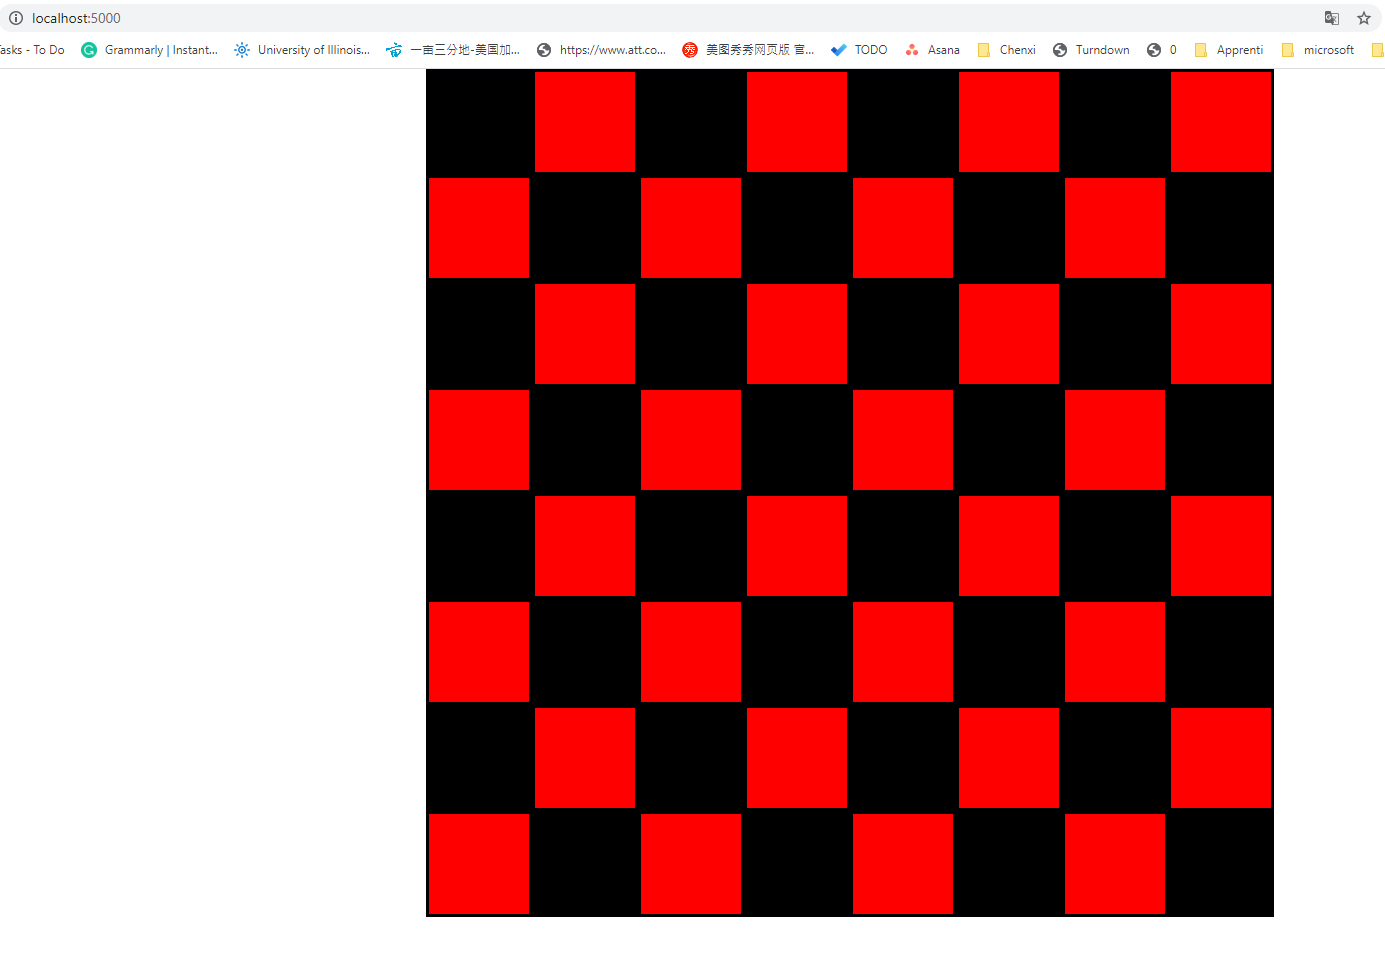 localhost:5000
Tasks - To Do Grammarly | Instant... University of Illinois... 一亩三分地-美国加... https://www.att.co... 美图秀秀网页版 官... TODO Asana Chenxi Turndown 0 Apprenti microsoft